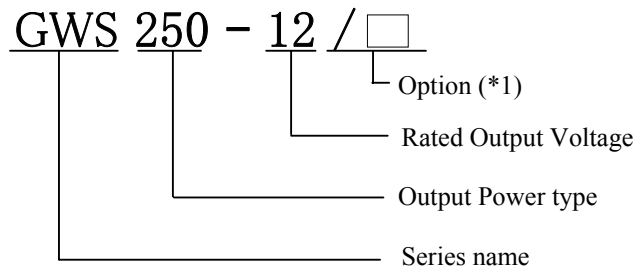 GWS 250 - 12 / □
Option (*1)
Rated Output Voltage
Output Power type
Series name